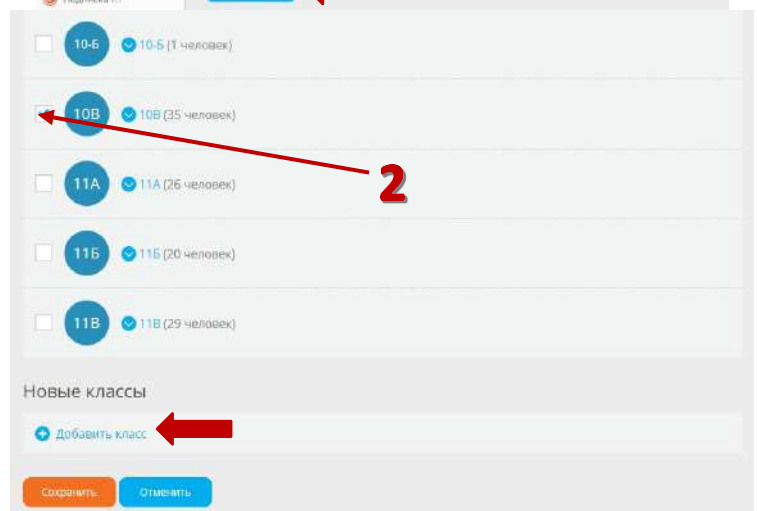 10-Б 10-Б (1 человек)
10В 10В (35 человек)
2
11А 11А (26 человек)
11Б 11Б (20 человек)
11В 11В (29 человек)
Новые классы
Добавить класс
Сохранить Отменить